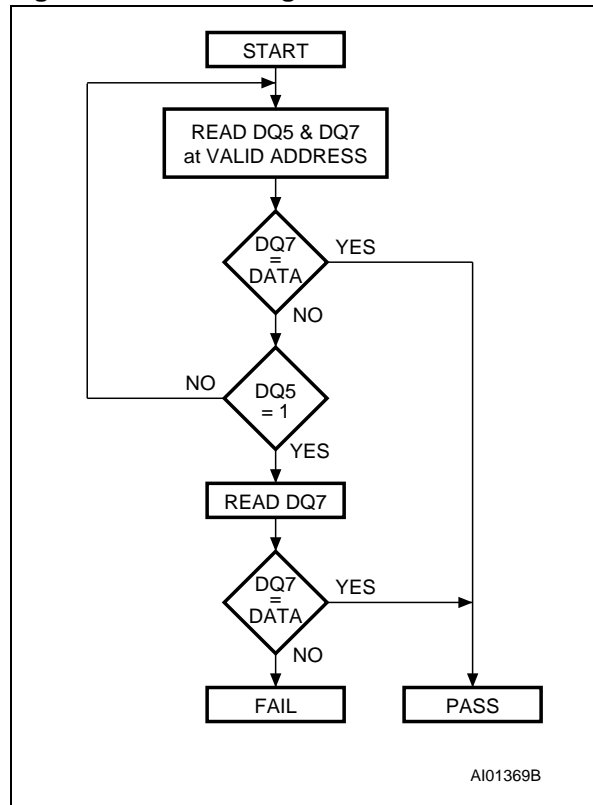 START
READ DQ5 & DQ7
at VALID ADDRESS
DQ7
=
DATA
YES
NO
NO
DQ5
= 1
YES
READ DQ7
DQ7
=
DATA
YES
NO
FAIL
PASS
AI01369B